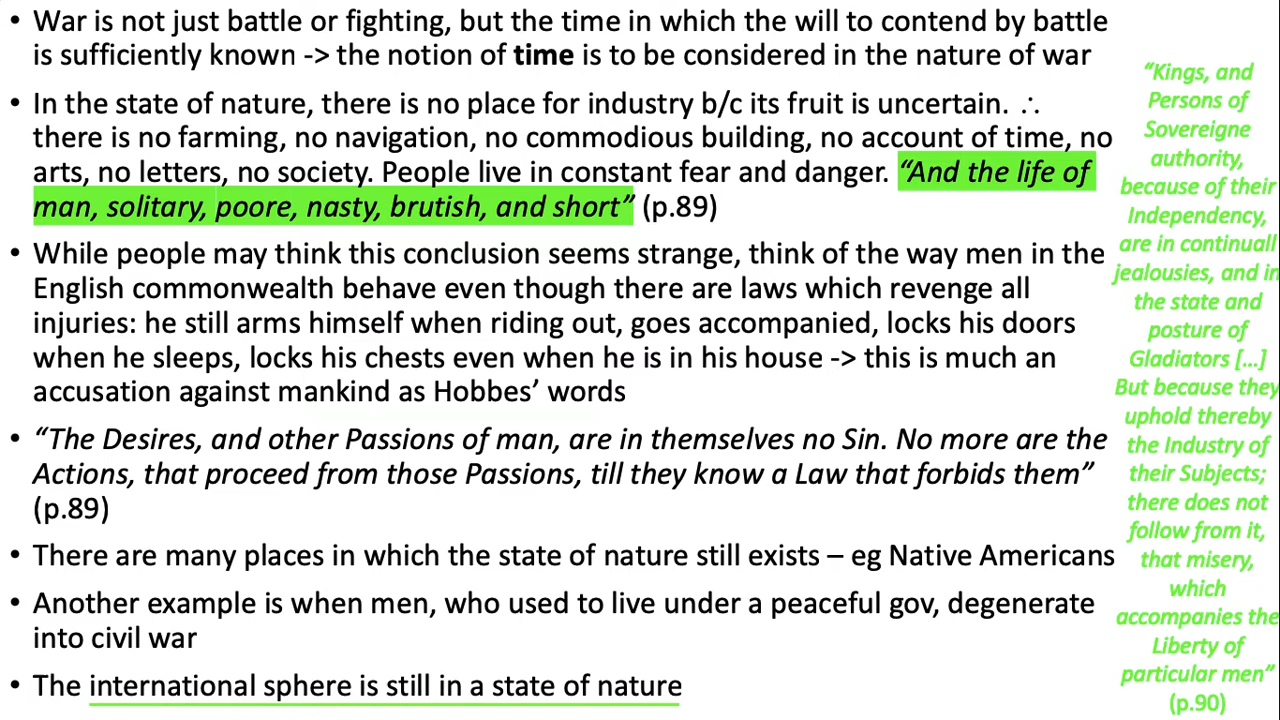 • War is not just battle or fighting, but the time in which the will to contend by battle
is sufficiently known -> the notion of time is to be considered in the nature of war
• In the state of nature, there is no place for industry b/c its fruit is uncertain. ∴
there is no farming, no navigation, no commodious building, no account of time, no
arts, no letters, no society. People live in constant fear and danger. “And the life of
man, solitary, poore, nasty, brutish, and short” (p.89)
• While people may think this conclusion seems strange, think of the way men in the
English commonwealth behave even though there are laws which revenge all
injuries: he still arms himself when riding out, goes accompanied, locks his doors
when he sleeps, locks his chests even when he is in his house -> this is much an
accusation against mankind as Hobbes’ words
• “The Desires, and other Passions of man, are in themselves no Sin. No more are the
Actions, that proceed from those Passions, till they know a Law that forbids them”
(p.89)
• There are many places in which the state of nature still exists – eg Native Americans
• Another example is when men, who used to live under a peaceful gov, degenerate
into civil war
• The international sphere is still in a state of nature
“Kings, and
Persons of
Sovereigne
authority,
because of their
Independency,
are in continuall
jealousies, and in
the state and
posture of
Gladiators […]
But because they
uphold thereby
the Industry of
their Subjects;
there does not
follow from it,
that misery,
which
accompanies the
Liberty of
particular men”
(p.90)